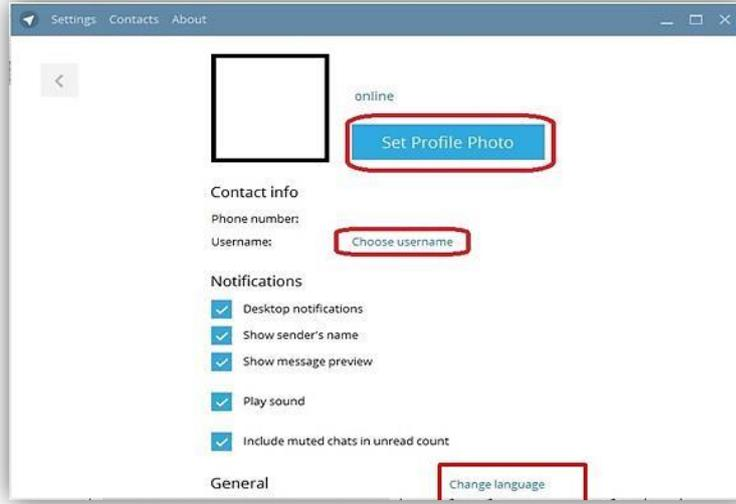 Settings Contacts About
online
Set Profile Photo
Contact info
Phone number:
Username: Choose username
Notifications
Desktop notifications
Show sender's name
Show message preview
Play sound
Include muted chats in unread count
General Change language